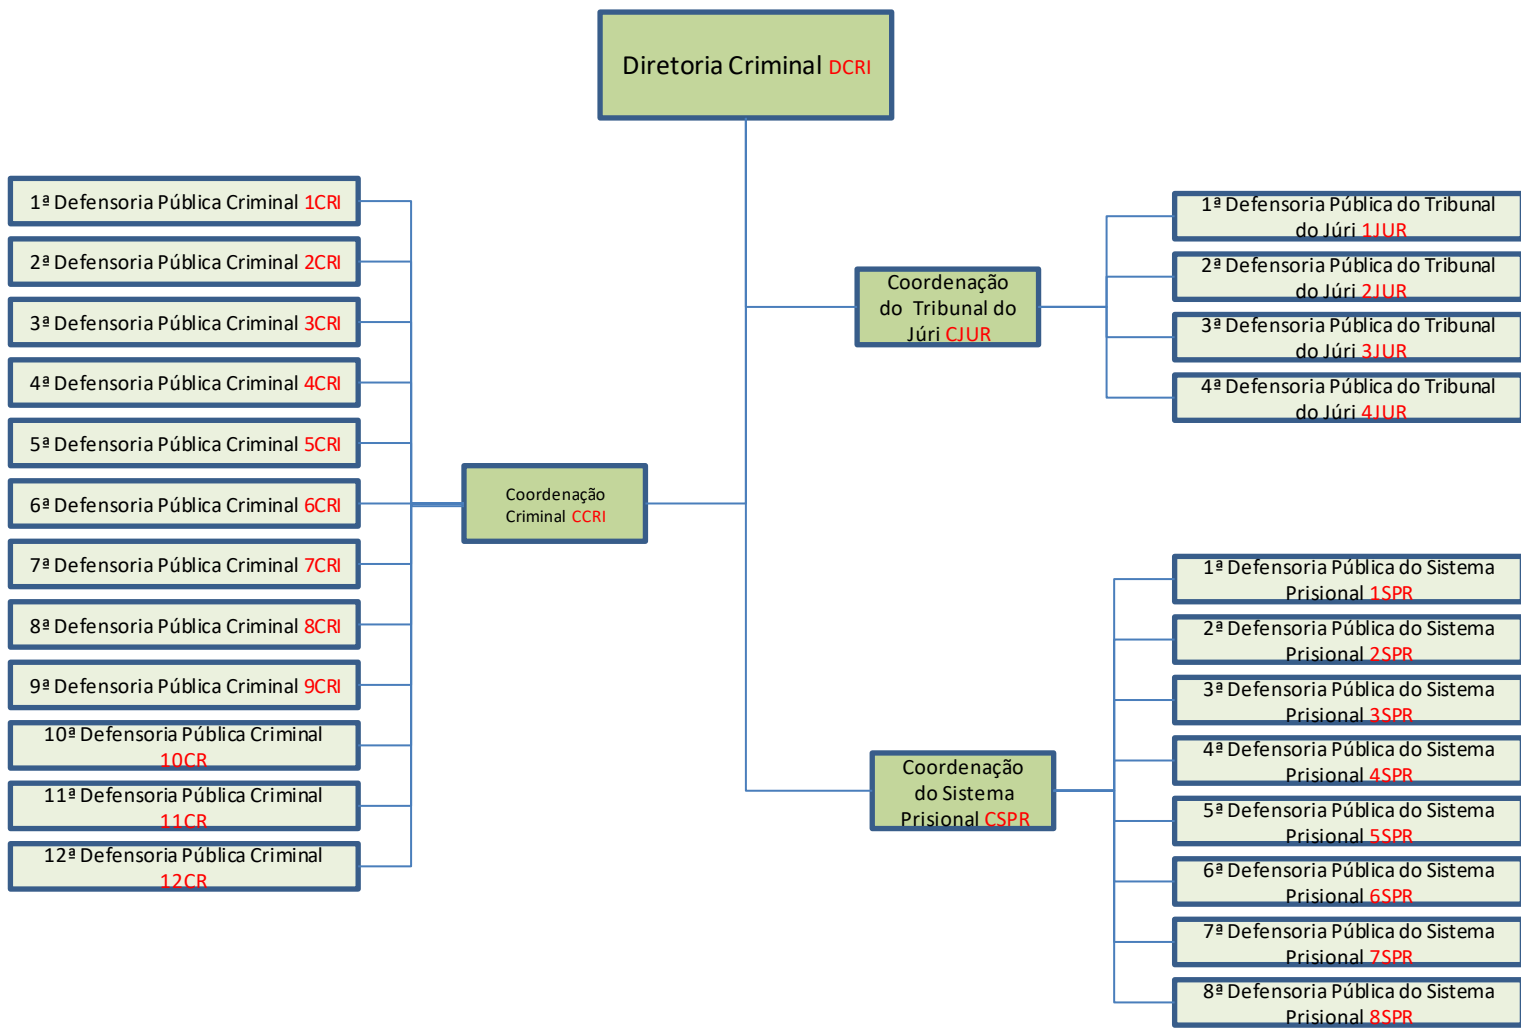 Diretoria Criminal DCRI
1ª Defensoria Pública Criminal 1CRI
2ª Defensoria Pública Criminal 2CRI
3ª Defensoria Pública Criminal 3CRI
4ª Defensoria Pública Criminal 4CRI
5ª Defensoria Pública Criminal 5CRI
6ª Defensoria Pública Criminal 6CRI
7ª Defensoria Pública Criminal 7CRI
8ª Defensoria Pública Criminal 8CRI
9ª Defensoria Pública Criminal 9CRI
10ª Defensoria Pública Criminal
10CR
11ª Defensoria Pública Criminal
11CR
12ª Defensoria Pública Criminal
12CR
Coordenação
Criminal CCRI
Coordenação
do Tribunal do
Júri CJUR
1ª Defensoria Pública do Tribunal
do Júri 1JUR
2ª Defensoria Pública do Tribunal
do Júri 2JUR
3ª Defensoria Pública do Tribunal
do Júri 3JUR
4ª Defensoria Pública do Tribunal
do Júri 4JUR
Coordenação
do Sistema
Prisional CSPR
1ª Defensoria Pública do Sistema
Prisional 1SPR
2ª Defensoria Pública do Sistema
Prisional 2SPR
3ª Defensoria Pública do Sistema
Prisional 3SPR
4ª Defensoria Pública do Sistema
Prisional 4SPR
5ª Defensoria Pública do Sistema
Prisional 5SPR
6ª Defensoria Pública do Sistema
Prisional 6SPR
7ª Defensoria Pública do Sistema
Prisional 7SPR
8ª Defensoria Pública do Sistema
Prisional 8SPR